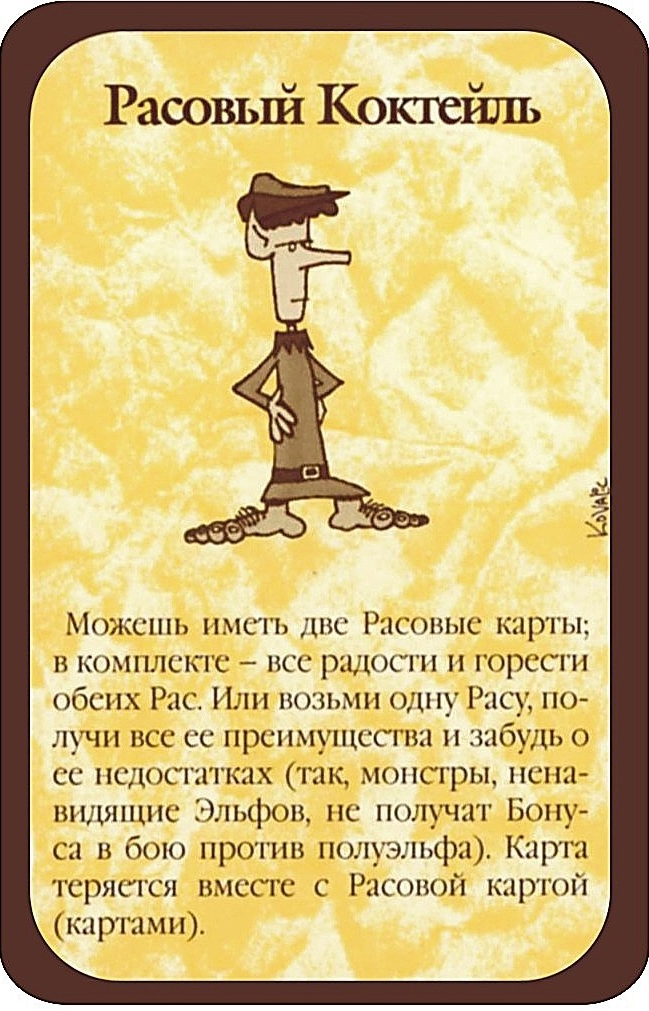 Расовый Коктейль
Kovalic
Можешь иметь две Расовые карты;
в комплекте – все радости и горести
обеих Рас. Или возьми одну Расу, по-
лучи все ее преимущества и забудь о
ее недостатках (так, монстры, нена-
видящие Эльфов, не получат Бону-
са в бою против полуэльфа). Карта
теряется вместе с Расовой картой
(картами).